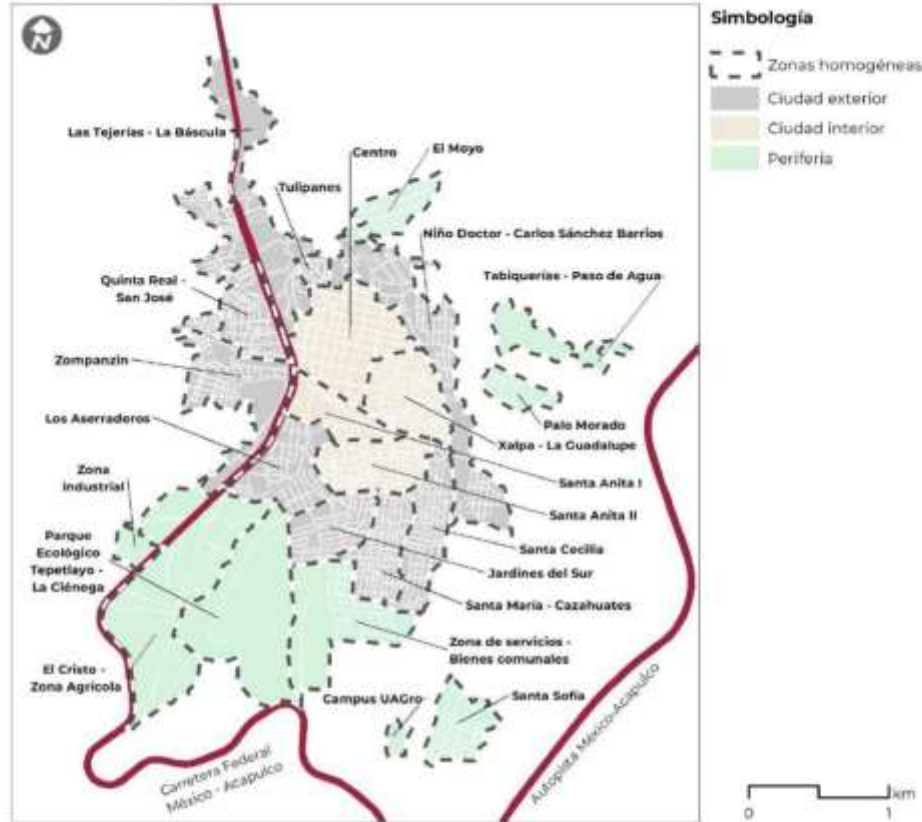 N
Simbología
Zonas homogéneas
Ciudad exterior
Ciudad interior
Periferia
Las Tejerías - La Báscula
Centro
El Moyo
Tulipanes
Niño Doctor - Carlos Sánchez Barrios
Tabiquerías - Paso de Agua
Quinta Real -
San José
Zompanzin
Los Aserraderos
Palo Morado
Xalpa - La Guadalupe
Zona
industrial
Santa Anita I
Santa Anita II
Parque
Ecológico
Tepetlayo -
La Ciénega
Santa Cecilia
Jardines del Sur
Santa María - Cazahuates
Zona de servicios -
Bienes comunales
El Cristo -
Zona Agrícola
Campus UAGro
Santa Sofía
Carretera Federal
México - Acapulco
Autopista México-Acapulco
km
0 1